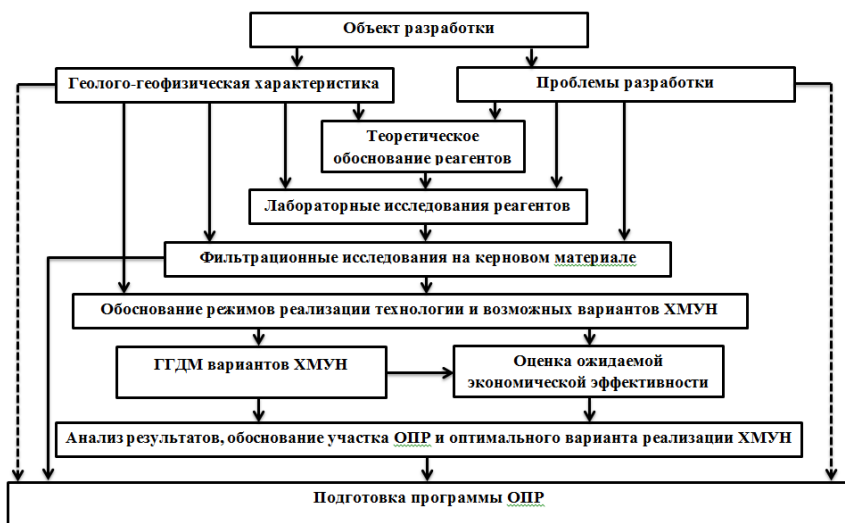 Объект разработки
Геолого-геофизическая характеристика
Проблемы разработки
Теоретическое
обоснование реагентов
Лабораторные исследования реагентов
Фильтрационные исследования на керновом материале
Обоснование режимов реализации технологии и возможных вариантов ХМУН
ГГДМ вариантов ХМУН
Оценка ожидаемой
экономической эффективности
Анализ результатов, обоснование участка ОПР и оптимального варианта реализации ХМУН
Подготовка программы ОПР